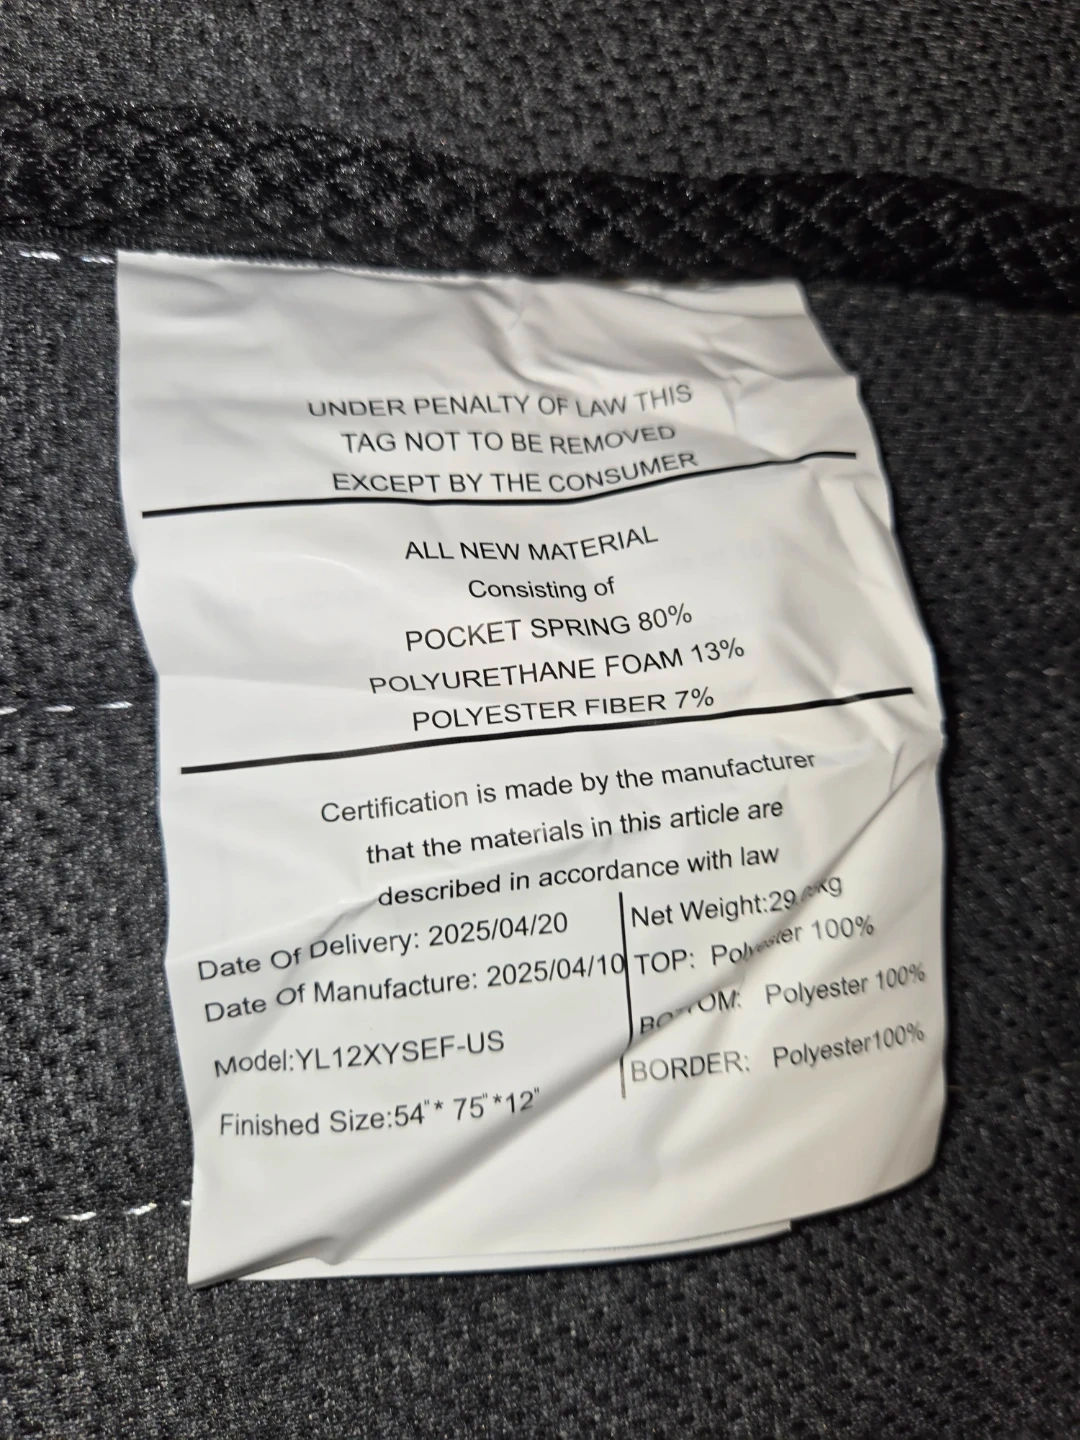 UNDER PENALTY OF LAW THIS
TAG NOT TO BE REMOVED
EXCEPT BY THE CONSUMER
ALL NEW MATERIAL
Consisting of
POCKET SPRING 80%
POLYURETHANE FOAM 13%
POLYESTER FIBER 7%
Certification is made by the manufacturer
that the materials in this article are
described in accordance with law
Date Of Delivery: 2025/04/20
Date Of Manufacture: 2025/04/10
Model:YL12XYSEF-US
Finished Size:54"* 75"*12"
Net Weight:
TOP: Polyester 100%
BOTTOM: Polyester 100%
BORDER: Polyester100%